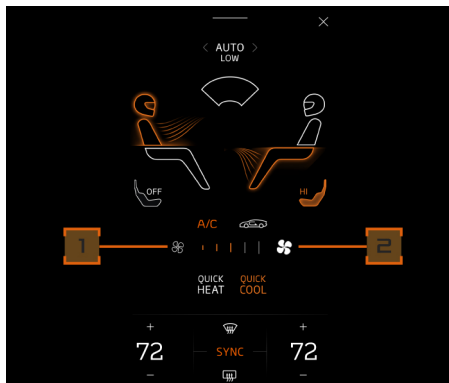 AUTO
LOW
OFF
HI
A/C
1
2
QUICK
HEAT
QUICK
COOL
+
+
72
SYNC
72
−
−